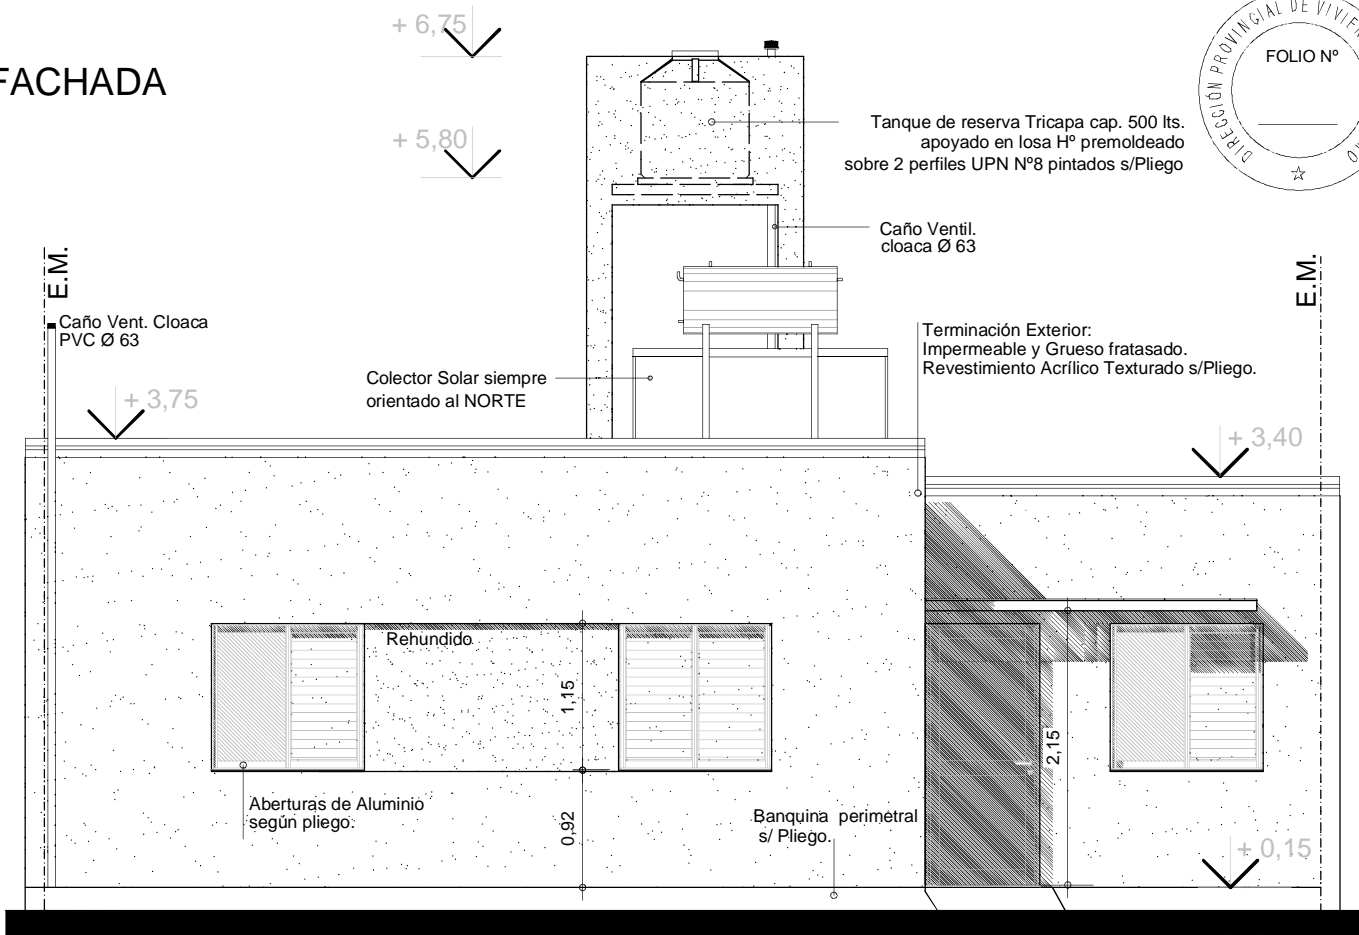 FACHADA
+ 6,75
+ 5,80
DIRECCIÓN PROVINCIAL DE
FOLIO Nº
Tanque de reserva Tricapa cap. 500 lts.
apoyado en losa Hº premoldeado
sobre 2 perfiles UPN Nº8 pintados s/Pliego
Caño Ventil.
cloaca Ø 63
E.M.
E.M.
Caño Vent. Cloaca
PVC Ø 63
Terminación Exterior:
Impermeable y Grueso fratasado.
Revestimiento Acrílico Texturado s/Pliego.
Colector Solar siempre
orientado al NORTE
+ 3,75
+ 3,40
Rehundido
1,15
2,15
Aberturas de Aluminio
según pliego.
0,92
Banquina perimetral
s/ Pliego.
+ 0,15